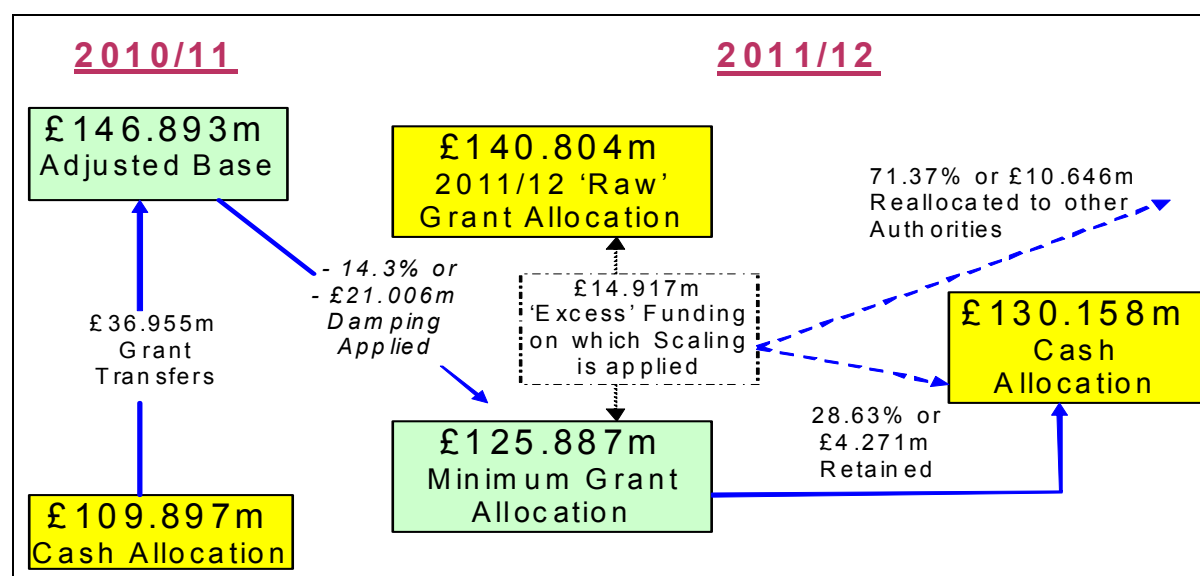 2010/11
2011/12
£146.893m
Adjusted Base
£140.804m
2011/12 ‘Raw’
Grant Allocation
71.37% or £10.646m
Reallocated to other
Authorities
- 14.3% or
- £21.006m
Damping
Applied
£36.955m
Grant
Transfers
£14.917m
‘Excess’ Funding
on which Scaling
is applied
£130.158m
Cash
Allocation
28.63% or
£4.271m
Retained
£125.887m
Minimum Grant
Allocation
£109.897m
Cash Allocation